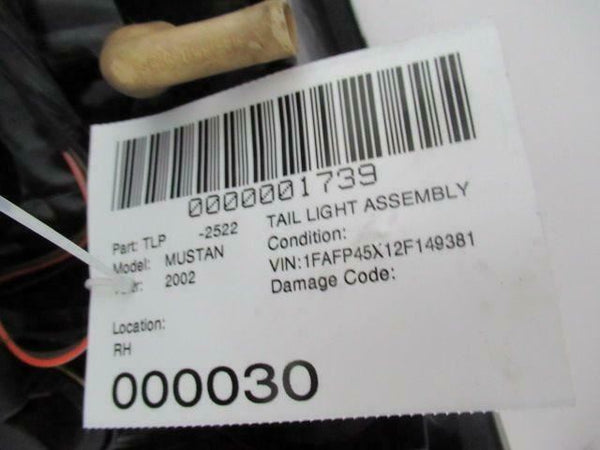 0000001739
Part: TLP -2522 TAIL LIGHT ASSEMBLY
Model: MUSTAN Condition:
2002 VIN:1FAFP45X12F149381
Damage Code:
Location:
RH
000030